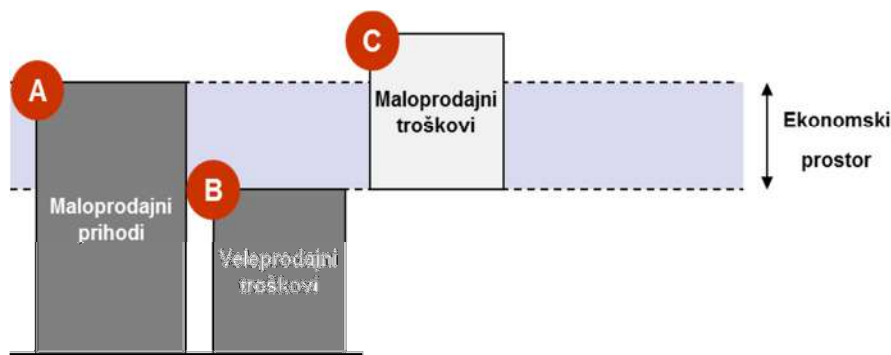 A
Maloprodajni
prihodi
B
Veleprodajni
troškovi
C
Maloprodajni
troškovi
Ekonomski
prostor